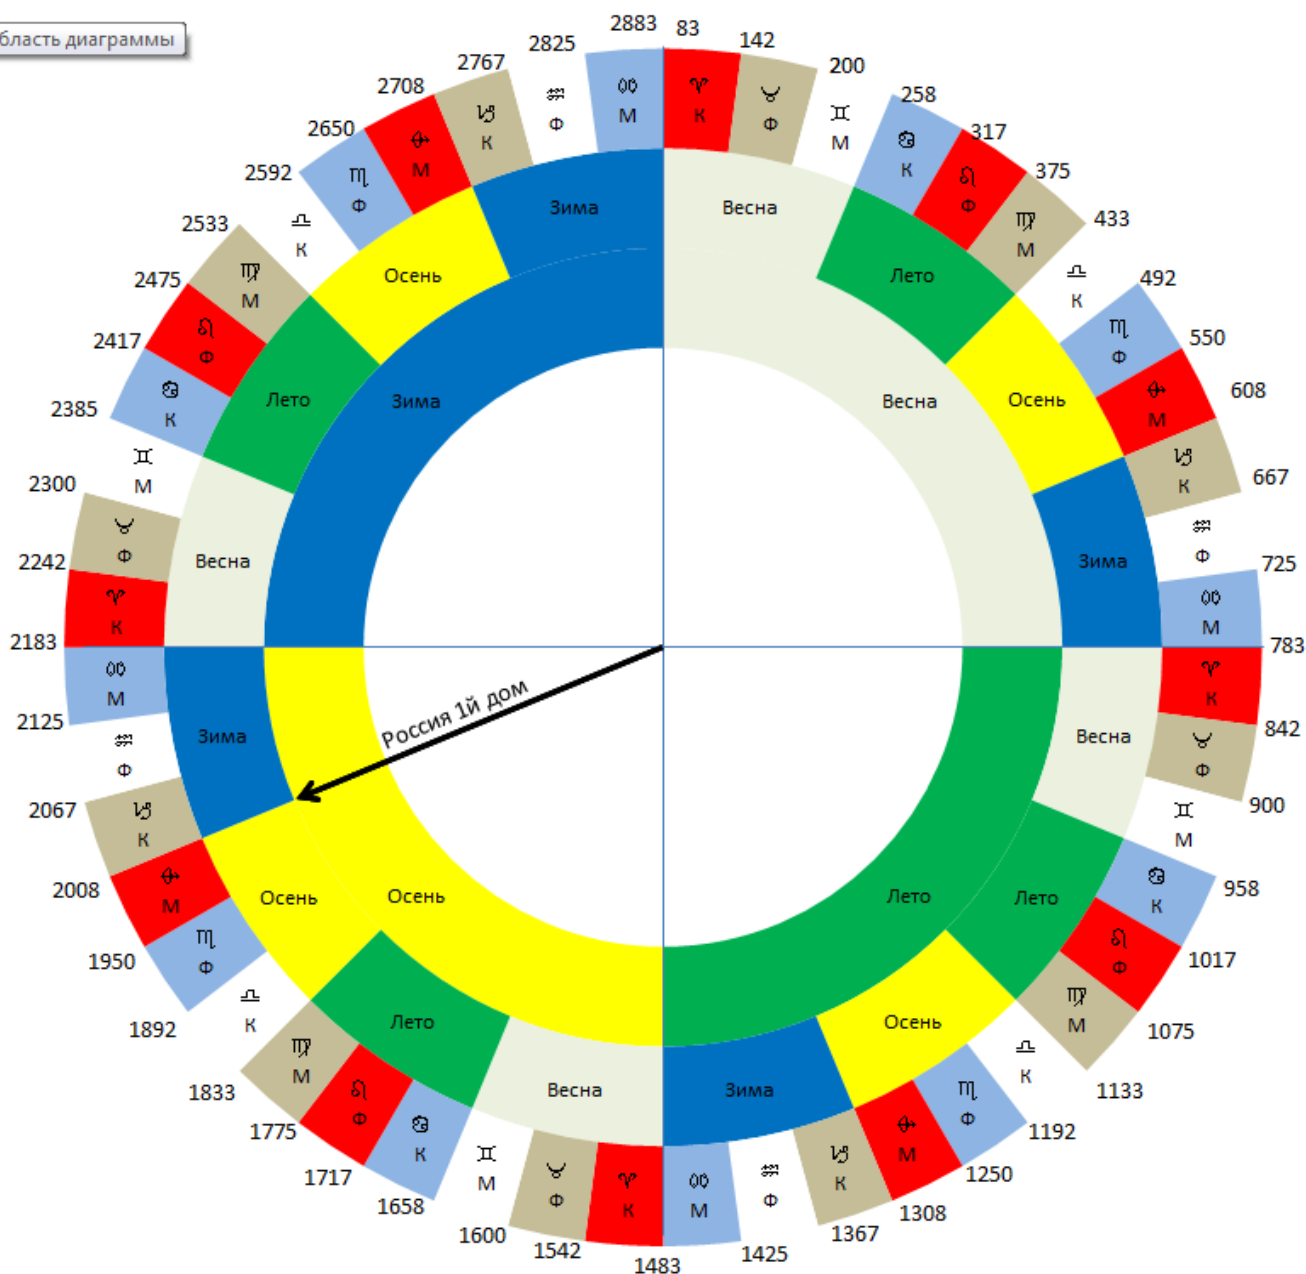 бласть диаграммы
2883
83
142
200
258
317
375
433
492
550
608
667
725
783
842
900
958
1017
1075
1133
1192
1250
1308
1367
1425
1483
1542
1600
1658
1717
1775
1833
1892
1950
2008
2067
2125
2183
2242
2300
2385
2417
2475
2533
2592
2650
2708
2767
2825
♈
К
♉
Ф
♊
М
♋
К
♌
Ф
♍
М
♎
К
♏
Ф
♐
М
♑
К
♒
Ф
♓
М
♈
К
♉
Ф
♊
М
♋
К
♌
Ф
♍
М
♎
К
♏
Ф
♐
М
♑
К
♒
Ф
♓
М
♈
К
♉
Ф
♊
М
♋
К
♌
Ф
♍
М
♎
К
♏
Ф
♐
М
♑
К
♒
Ф
♓
М
♈
К
♉
Ф
♊
М
♋
К
♌
Ф
♍
М
♎
К
♏
Ф
♐
М
♑
К
♒
Ф
♓
М
Весна
Лето
Осень
Зима
Весна
Лето
Осень
Зима
Весна
Лето
Осень
Зима
Весна
Лето
Осень
Зима
Весна
Лето
Осень
Зима
Россия 1й дом